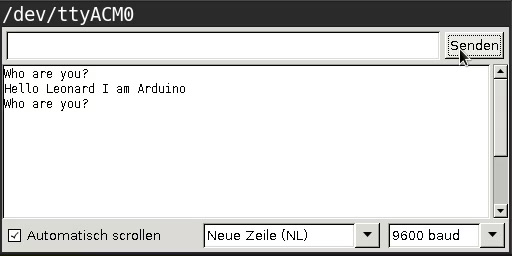 /dev/ttyACM0
Senden
Who are you?
Hello Leonard I am Arduino
Who are you?
Automatisch scrollen
Neue Zeile (NL)
9600 baud